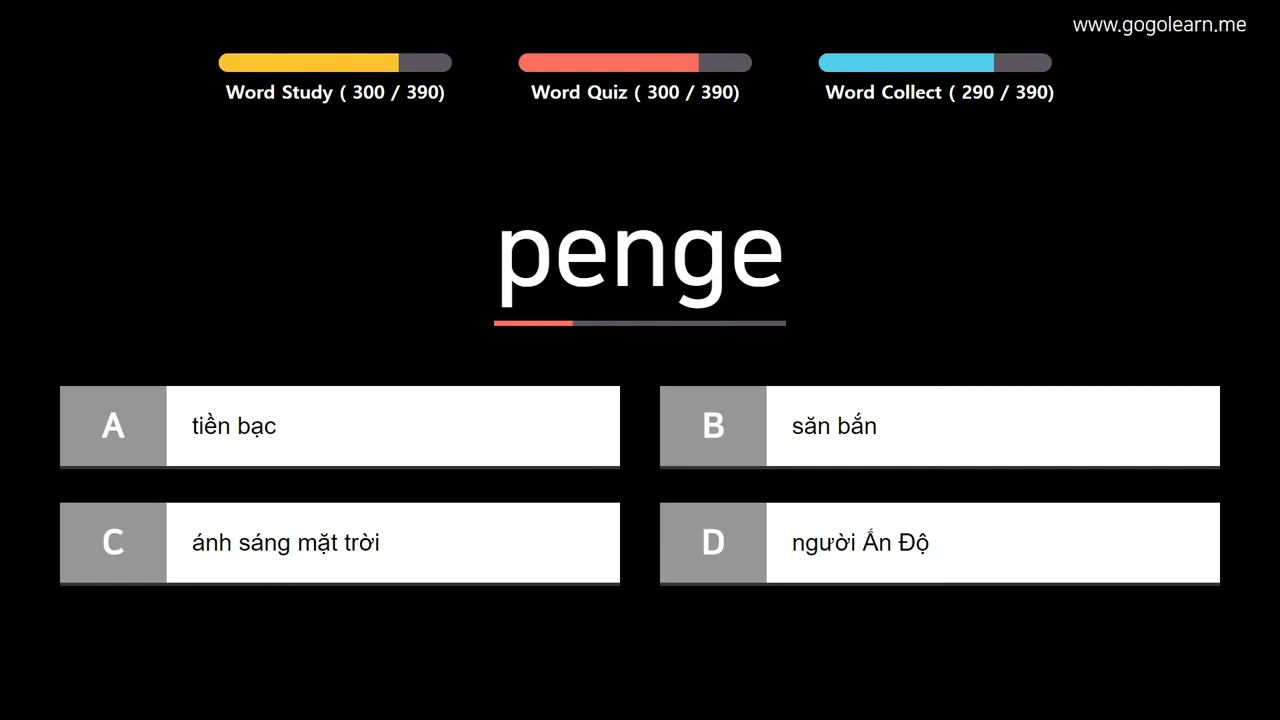 www.gogolearn.me
Word Study ( 300 / 390)
Word Quiz ( 300 / 390)
Word Collect ( 290 / 390)
penge
A tiền bạc
B săn bắn
C ánh sáng mặt trời
D người Ấn Độ